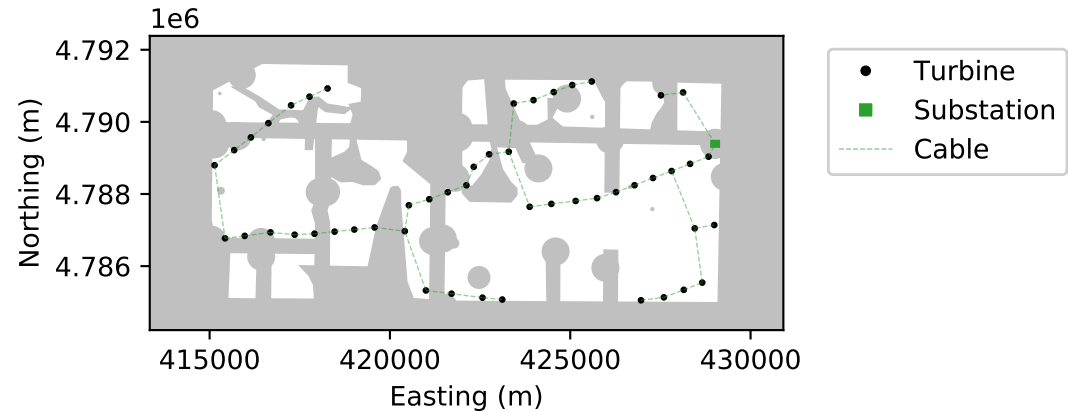 1e6
4.792
4.790
4.788
4.786
Northing (m)
415000 420000 425000 430000
Easting (m)
Turbine
Substation
Cable